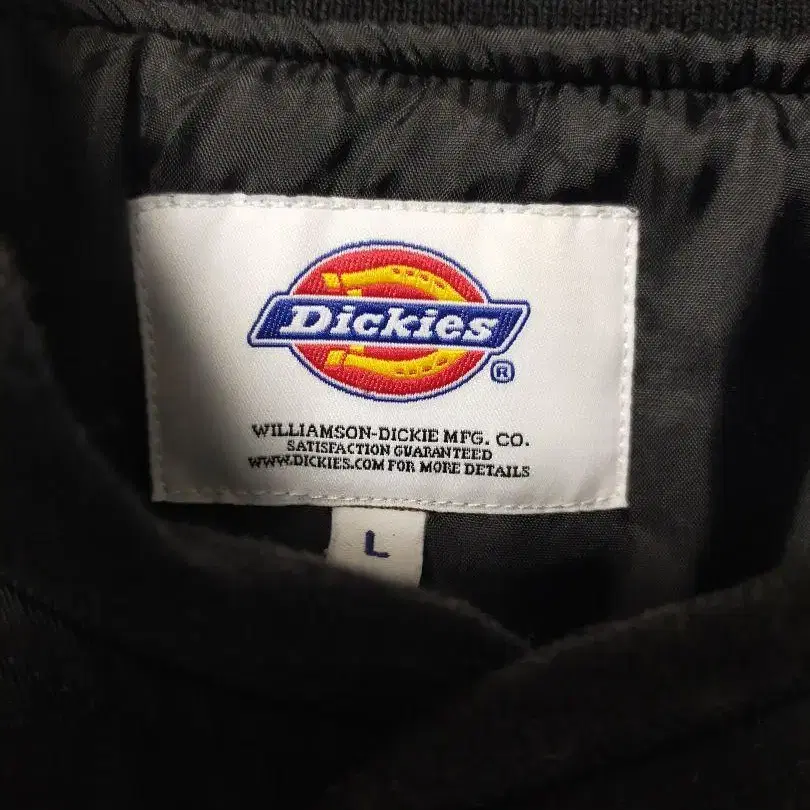 Dickies
®
WILLIAMSON-DICKIE MFG. CO.
SATISFACTION GUARANTEED
WWW.DICKIES.COM FOR MORE DETAILS
L